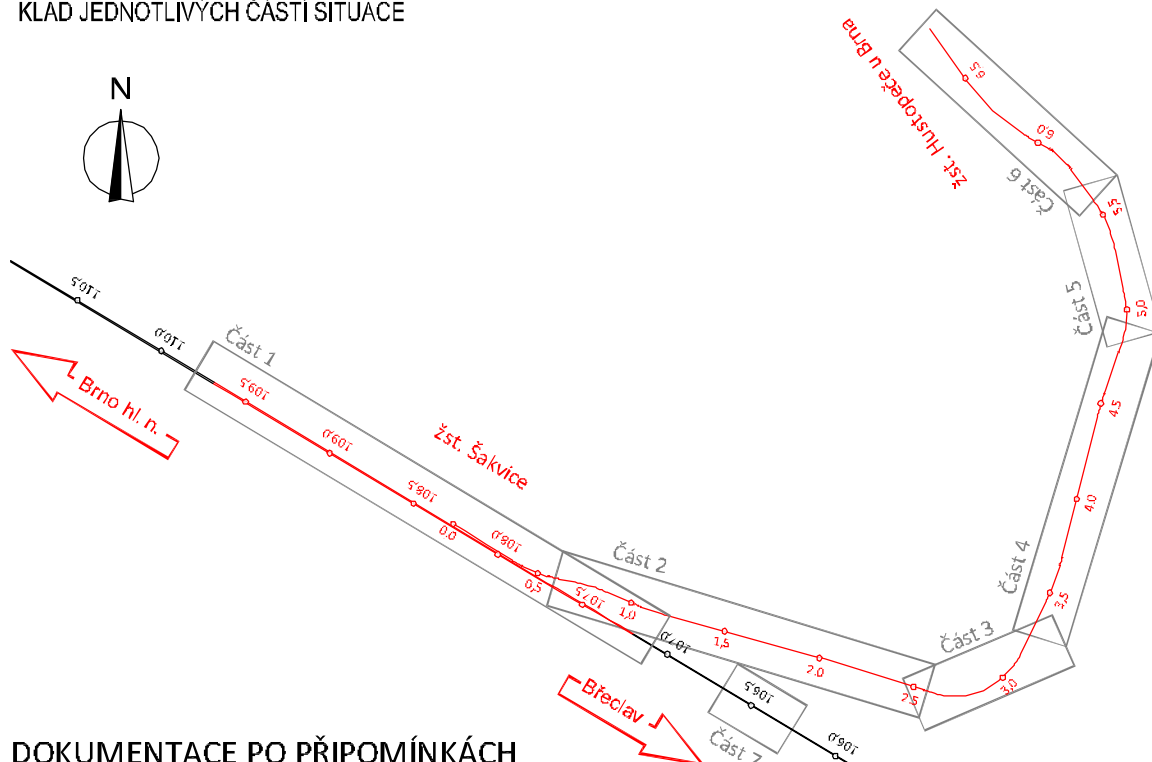 KLAD JEDNOTLIVÝCH ČÁSTÍ SITUACE
N
žst. Hustopeče u Brna
6,5
6,0
Část 6
5,5
Část 5
5,0
110,5
110,0
Část 1
109,5
Brno hl. n.
109,0
žst. Šakvice
108,5
0,0
108,0
0,5
Část 2
107,5
1,0
107,0
1,5
2,0
2,5
Část 3
3,0
3,5
Část 4
4,0
4,5
Břeclav
106,5
Část 7
106,0
DOKUMENTACE PO PŘIPOMÍNKÁCH